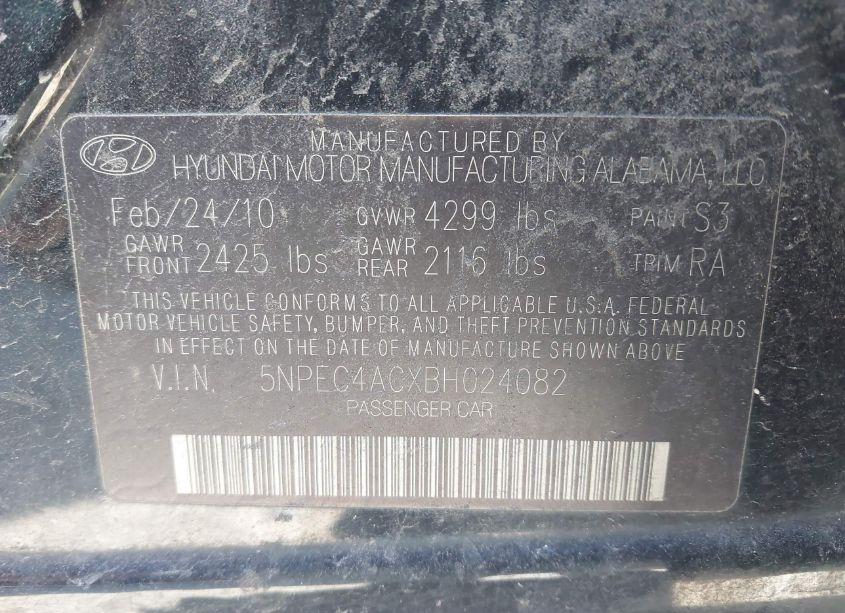 MANUFACTURED BY
HYUNDAI MOTOR MANUFACTURING ALABAMA, LLC
Feb/24/10 GVWR 4299 lbs PAINT S3
GAWR FRONT 2425 lbs GAWR REAR 2116 lbs TRIM RA
THIS VEHICLE CONFORMS TO ALL APPLICABLE U.S.A. FEDERAL
MOTOR VEHICLE SAFETY, BUMPER, AND THEFT PREVENTION STANDARDS
IN EFFECT ON THE DATE OF MANUFACTURE SHOWN ABOVE
V.I.N. 5NPEC4ACXBH024082
PASSENGER CAR